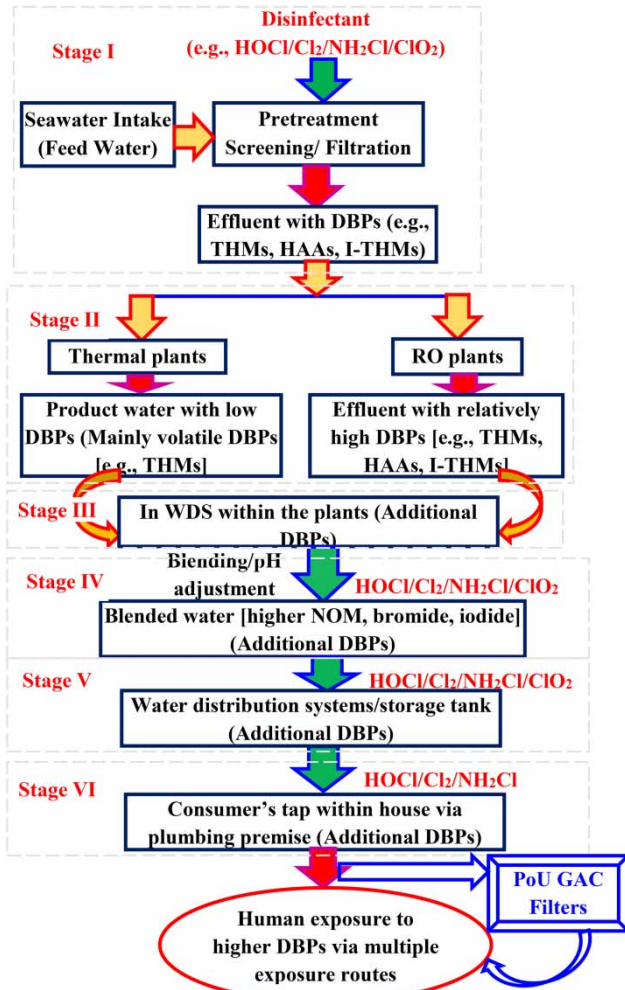 Disinfectant
(e.g., HOCl/Cl₂/NH₂Cl/ClO₂)
Stage I
Seawater Intake
(Feed Water)
Pretreatment
Screening/ Filtration
Effluent with DBPs (e.g.,
THMs, HAAs, I-THMs)
Stage II
Thermal plants
RO plants
Product water with low
DBPs (Mainly volatile DBPs
[e.g., THMs]
Effluent with relatively
high DBPs [e.g., THMs,
HAAs, I-THMs]
Stage III
In WDS within the plants (Additional
DBPs)
Blending/pH
adjustment
Stage IV
HOCl/Cl₂/NH₂Cl/ClO₂
Blended water [higher NOM, bromide, iodide]
(Additional DBPs)
Stage V
HOCl/Cl₂/NH₂Cl/ClO₂
Water distribution systems/storage tank
(Additional DBPs)
Stage VI
HOCl/Cl₂/NH₂Cl
Consumer's tap within house via
plumbing premise (Additional DBPs)
PoU GAC
Filters
Human exposure to
higher DBPs via multiple
exposure routes